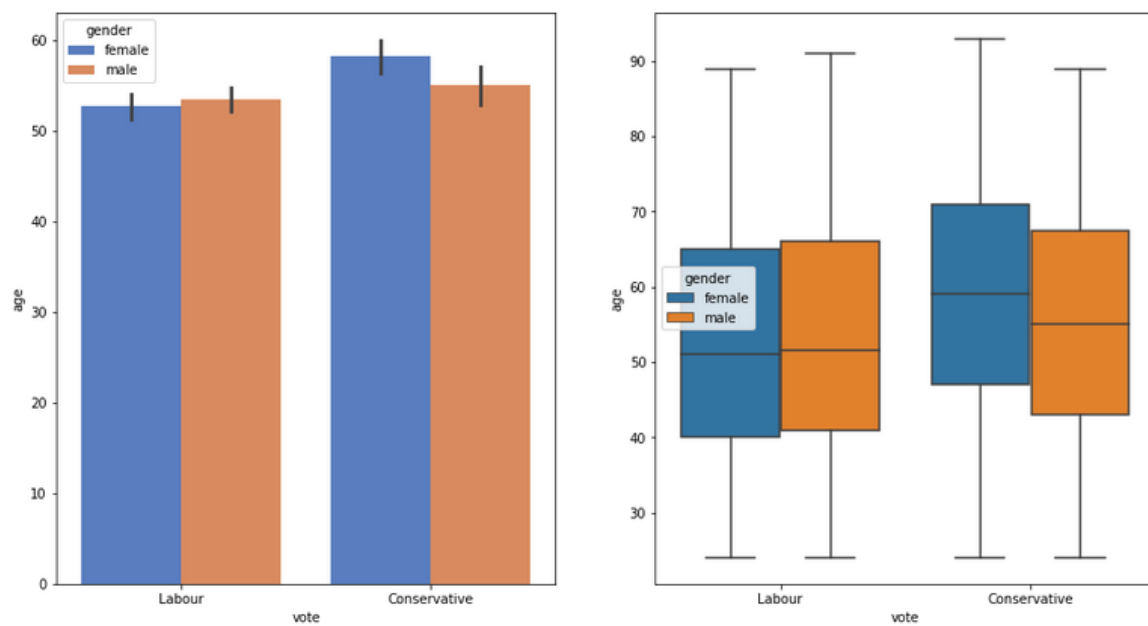 gender
female
male
60
50
40
30
20
10
0
age
Labour
Conservative
vote
90
80
70
60
50
40
30
age
gender
female
male
Labour
Conservative
vote